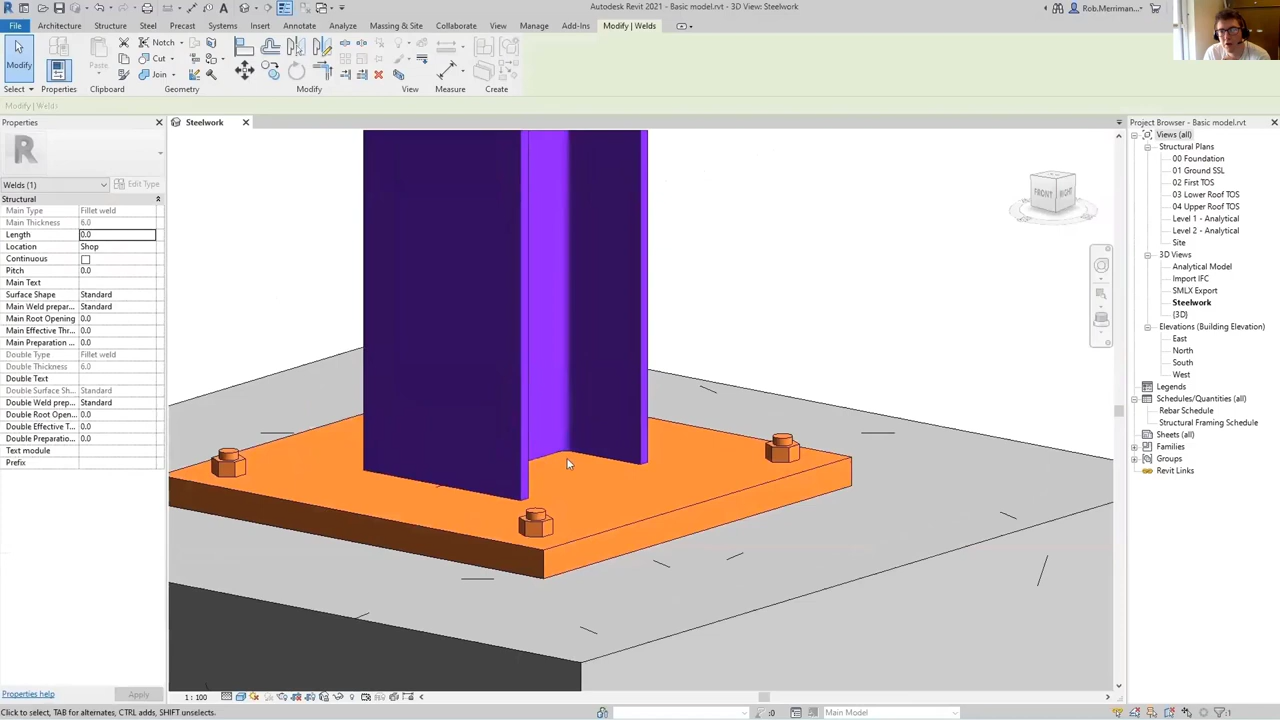 Autodesk Revit 2021 - Basic model.rvt - 3D View: Steelwork
Rob.Merriman...
File Architecture Structure Steel Precast Systems Insert Annotate Analyze Massing & Site Collaborate View Manage Add-Ins Modify | Welds
Modify
Paste
Notch
Cut
Join
Select Properties Clipboard Geometry Modify View Measure Create
Modify | Welds
Properties
Steelwork
Project Browser - Basic model.rvt
R
Welds (1) Edit Type
Structural
Main Type Fillet weld
Main Thickness 6.0
Length 0.0
Location Shop
Continuous
Pitch 0.0
Main Text
Surface Shape Standard
Main Weld prepar... Standard
Main Root Opening 0.0
Main Effective Thr... 0.0
Main Preparation ... 0.0
Double Type Fillet weld
Double Thickness 6.0
Double Text
Double Surface Sh... Standard
Double Weld prep... Standard
Double Root Open... 0.0
Double Effective T... 0.0
Double Preparatio... 0.0
Text module
Prefix
Properties help Apply
FRONT RIGHT
Views (all)
Structural Plans
00 Foundation
01 Ground SSL
02 First TOS
03 Lower Roof TOS
04 Upper Roof TOS
Level 1 - Analytical
Level 2 - Analytical
Site
3D Views
Analytical Model
Import IFC
SMLX Export
Steelwork
{3D}
Elevations (Building Elevation)
East
North
South
West
Legends
Schedules/Quantities (all)
Rebar Schedule
Structural Framing Schedule
Sheets (all)
Families
Groups
Revit Links
1 : 100
Click to select, TAB for alternates, CTRL adds, SHIFT unselects.
:0
Main Model
:1